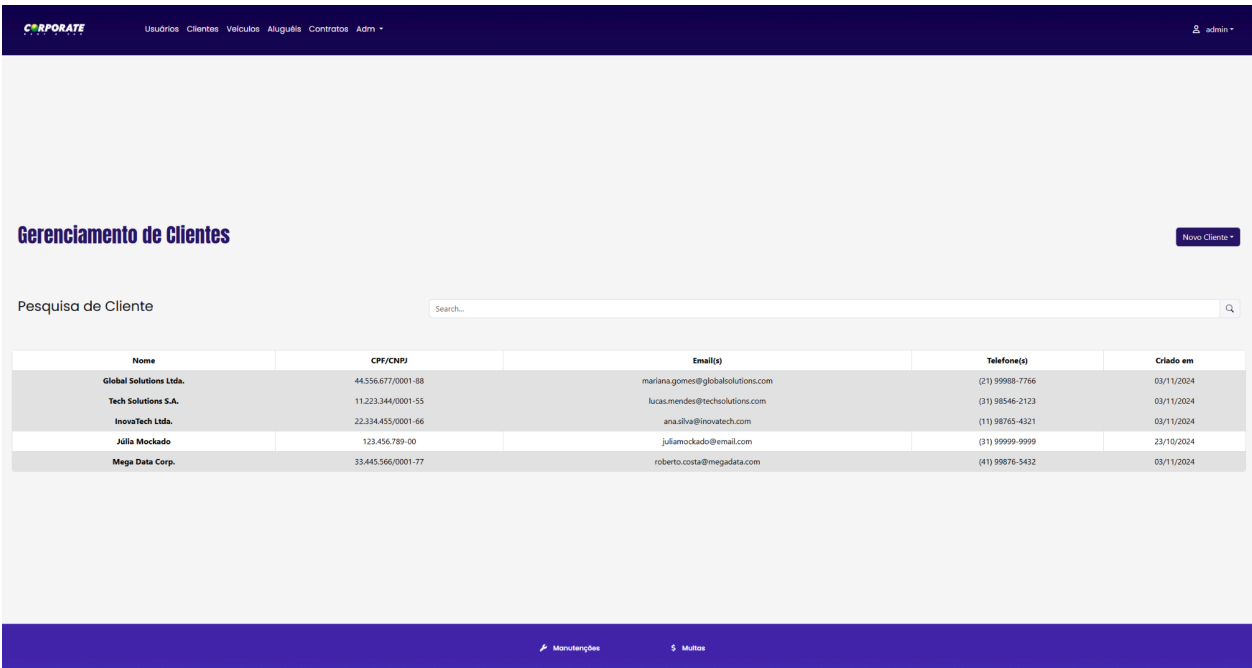 CORPORATE
RENT A CAR
Usuários Clientes Veículos Aluguéis Contratos Adm
admin
Gerenciamento de Clientes
Novo Cliente
Pesquisa de Cliente
Search...
Nome CPF/CNPJ Email(s) Telefone(s) Criado em
Global Solutions Ltda. 44.556.677/0001-88 mariana.gomes@globalsolutions.com (21) 99988-7766 03/11/2024
Tech Solutions S.A. 11.223.344/0001-55 lucas.mendes@techsolutions.com (31) 98546-2123 03/11/2024
InovaTech Ltda. 22.334.455/0001-66 ana.silva@inovatech.com (11) 98765-4321 03/11/2024
Júlia Mockado 123.456.789-00 juliamockado@email.com (31) 99999-9999 23/10/2024
Mega Data Corp. 33.445.566/0001-77 roberto.costa@megadata.com (41) 99876-5432 03/11/2024
Manutenções $ Multas